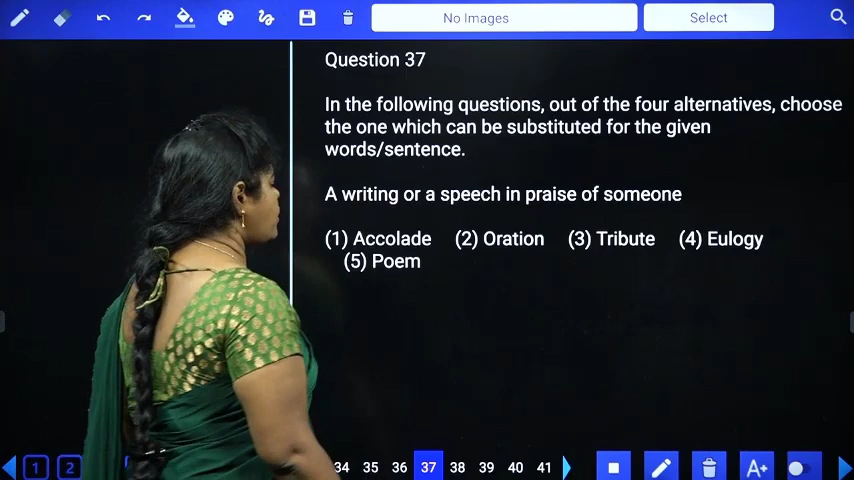 No Images
Select
Question 37
In the following questions, out of the four alternatives, choose
the one which can be substituted for the given
words/sentence.
A writing or a speech in praise of someone
(1) Accolade (2) Oration (3) Tribute (4) Eulogy
(5) Poem
1 2 34 35 36 37 38 39 40 41 A+